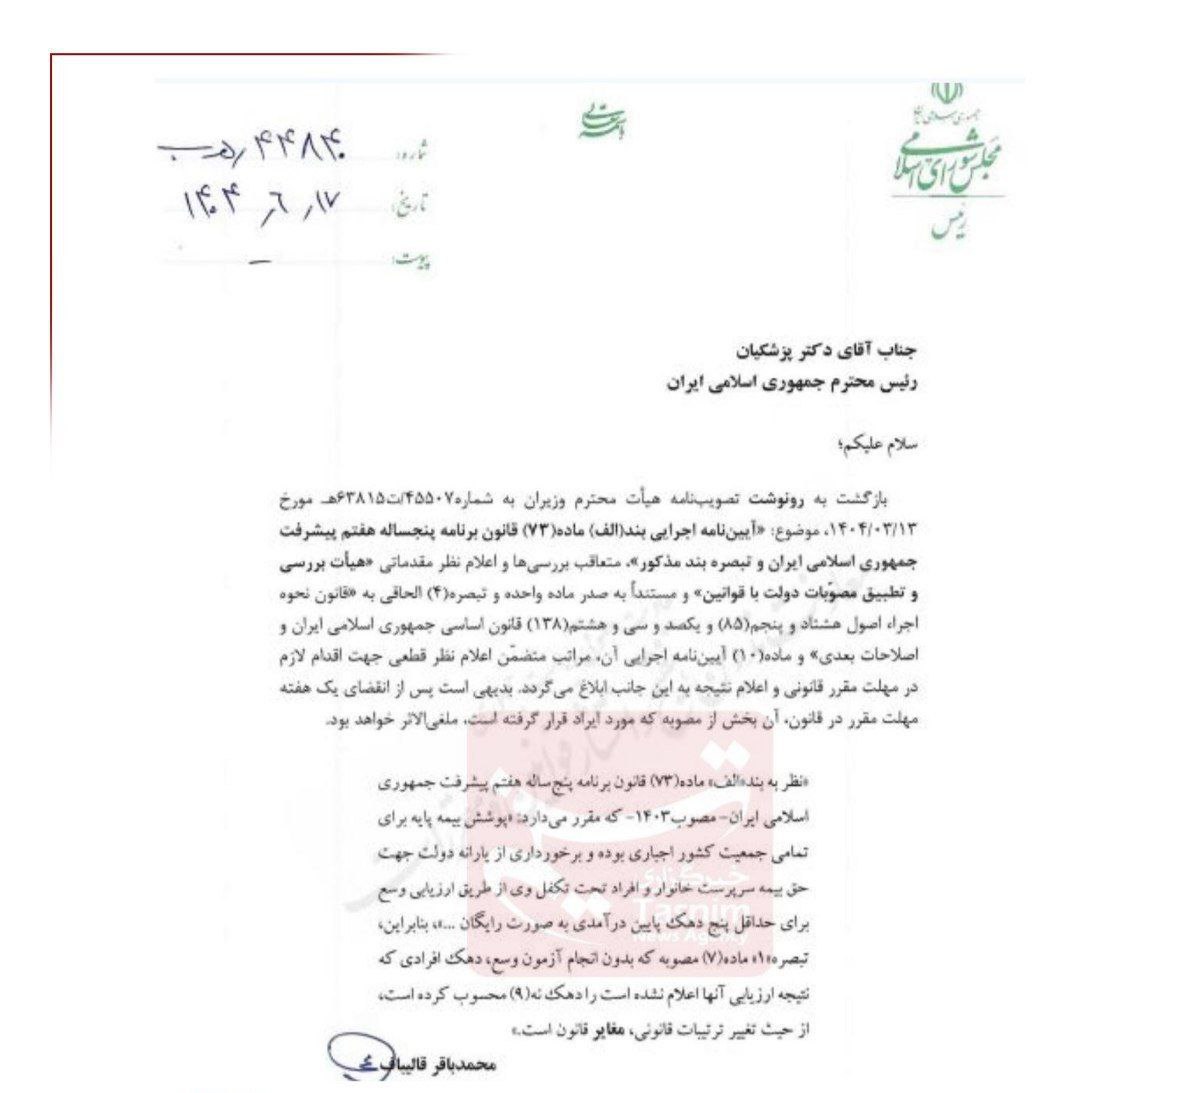 جمهوری اسلامی ایران
مجلس شورای اسلامی
رئیس
بسمه تعالی
شماره: ۴۴۸۴۰/هـ ب
تاریخ: ۱۴۰۴/۶/۱۷
پیوست: –
جناب آقای دکتر پزشکیان
رئیس محترم جمهوری اسلامی ایران
سلام علیکم؛
بازگشت به رونوشت تصویب‌نامه هیأت محترم وزیران به شماره۴۵۵۰۷/ت۶۳۸۱۵هـ مورخ
۱۴۰۴/۰۳/۱۳، موضوع: «آیین‌نامه اجرایی بند(الف) ماده(۷۳) قانون برنامه پنجساله هفتم پیشرفت
جمهوری اسلامی ایران و تبصره بند مذکور»، متعاقب بررسی‌ها و اعلام نظر مقدماتی «هیأت بررسی
و تطبیق مصوّبات دولت با قوانین» و مستنداً به صدر ماده واحده و تبصره(۴) الحاقی به «قانون نحوه
اجراء اصول هشتاد و پنجم(۸۵) و یکصد و سی و هشتم(۱۳۸) قانون اساسی جمهوری اسلامی ایران و
اصلاحات بعدی» و ماده(۱۰) آیین‌نامه اجرایی آن، مراتب متضمّن اعلام نظر قطعی جهت اقدام لازم
در مهلت مقرر قانونی و اعلام نتیجه به این جانب ابلاغ می‌گردد. بدیهی است پس از انقضای یک هفته
مهلت مقرر در قانون، آن بخش از مصوبه که مورد ایراد قرار گرفته است، ملغی‌الاثر خواهد بود.
«نظر به بند«الف» ماده(۷۳) قانون برنامه پنج‌ساله هفتم پیشرفت جمهوری
اسلامی ایران- مصوب۱۴۰۳- که مقرر می‌دارد: «پوشش بیمه پایه برای
تمامی جمعیت کشور اجباری بوده و برخورداری از یارانه دولت جهت
حق بیمه سرپرست خانوار و افراد تحت تکفل وی از طریق ارزیابی وسع
برای حداقل پنج دهک پایین درآمدی به صورت رایگان ...»، بنابراین،
تبصره«۱» ماده(۷) مصوبه که بدون انجام آزمون وسع، دهک افرادی که
نتیجه ارزیابی آنها اعلام نشده است را دهک نه(۹) محسوب کرده است،
از حیث تغییر ترتیبات قانونی، مغایر قانون است.»
محمدباقر قالیباف
خبرگزاری
Tasnim
News Agency